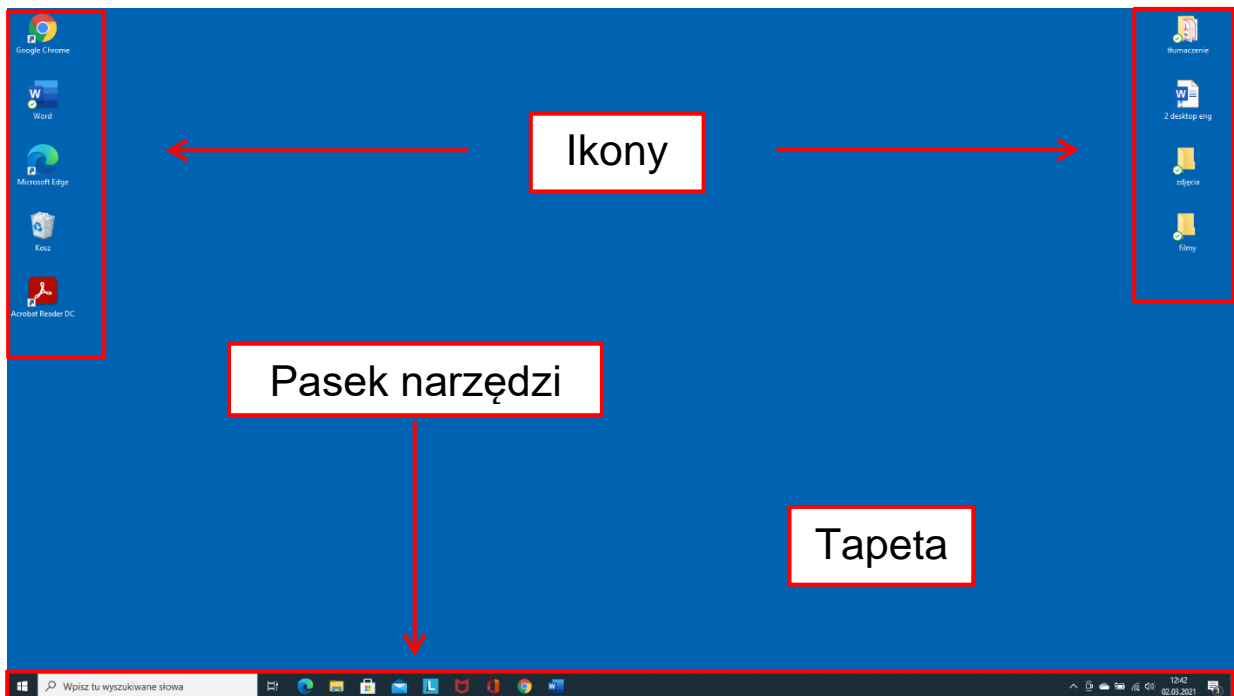 Google Chrome
Word
Microsoft Edge
Kosz
Acrobat Reader DC
Ikony
tłumaczenie
2 desktop eng
zdjęcia
filmy
Pasek narzędzi
Tapeta
Wpisz tu wyszukiwane słowa
12:42
02.03.2021